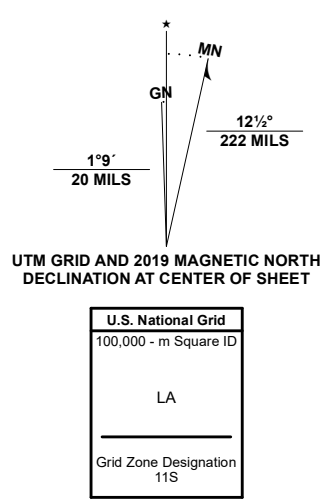 ★
MN
GN
12½°
222 MILS
1°9´
20 MILS
UTM GRID AND 2019 MAGNETIC NORTH
DECLINATION AT CENTER OF SHEET
U.S. National Grid
100,000 - m Square ID
LA
Grid Zone Designation
11S